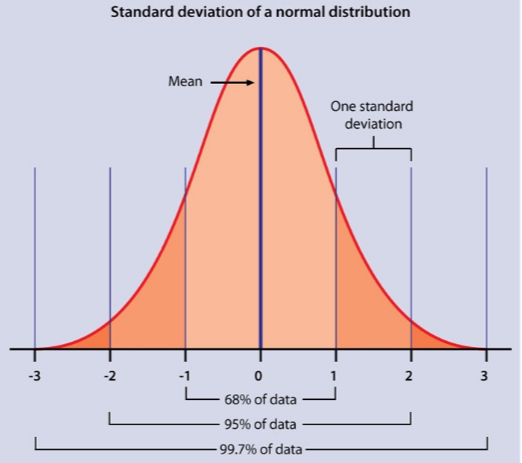 Standard deviation of a normal distribution
Mean
One standard
deviation
-3 -2 -1 0 1 2 3
68% of data
95% of data
99.7% of data